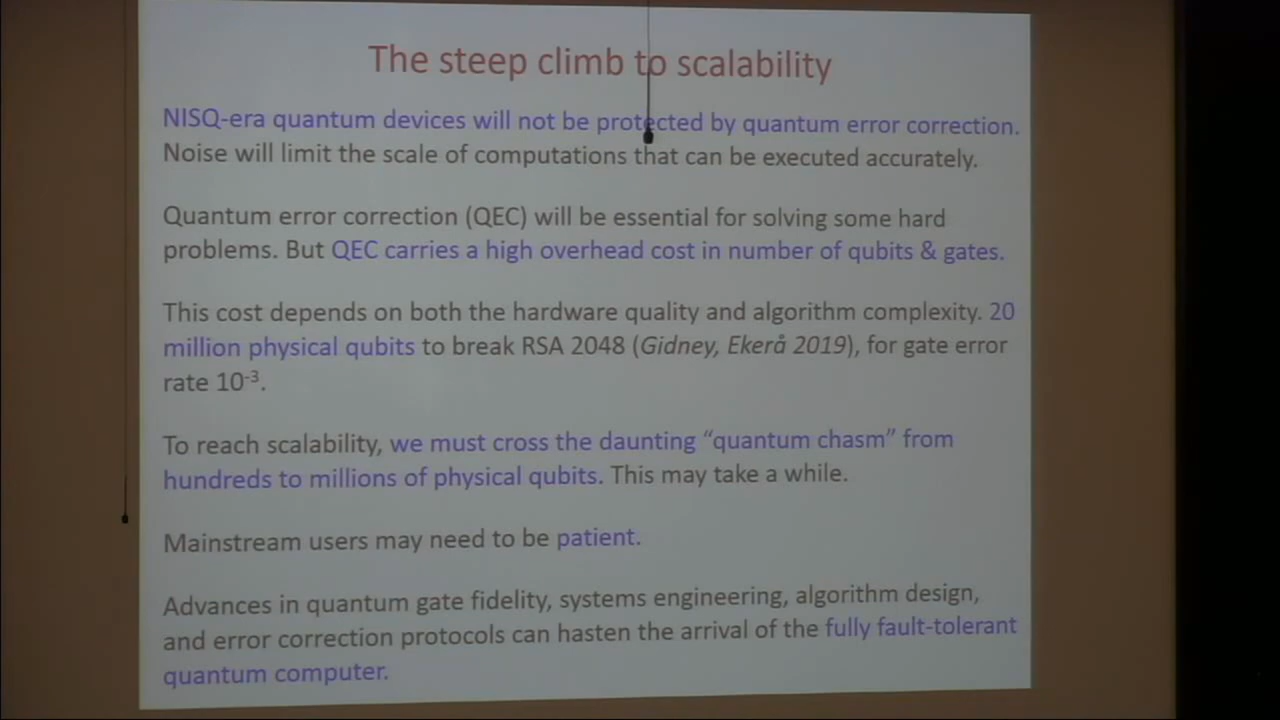 The steep climb to scalability
NISQ-era quantum devices will not be protected by quantum error correction.
Noise will limit the scale of computations that can be executed accurately.
Quantum error correction (QEC) will be essential for solving some hard
problems. But QEC carries a high overhead cost in number of qubits & gates.
This cost depends on both the hardware quality and algorithm complexity. 20
million physical qubits to break RSA 2048 (Gidney, Ekerå 2019), for gate error
rate 10⁻³.
To reach scalability, we must cross the daunting “quantum chasm” from
hundreds to millions of physical qubits. This may take a while.
Mainstream users may need to be patient.
Advances in quantum gate fidelity, systems engineering, algorithm design,
and error correction protocols can hasten the arrival of the fully fault-tolerant
quantum computer.